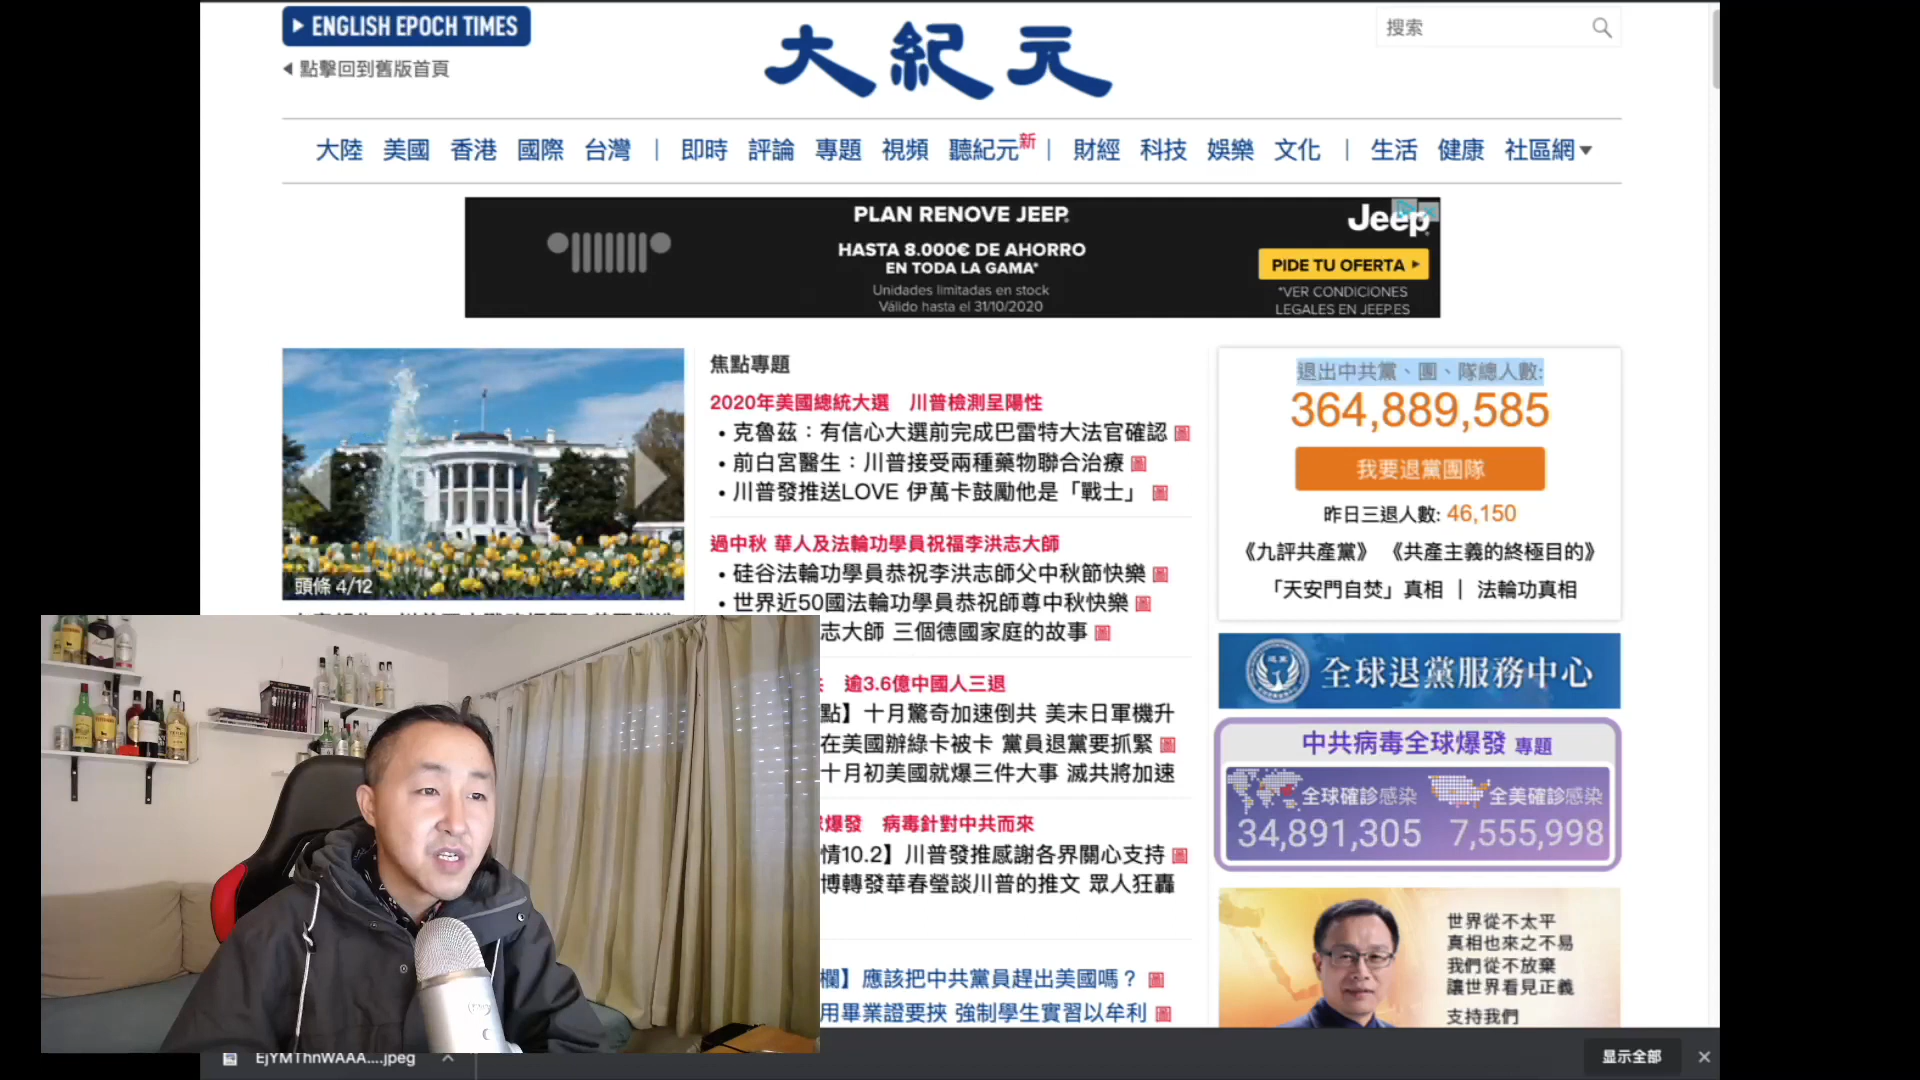 ENGLISH EPOCH TIMES
點擊回到舊版首頁
大紀元
搜索
大陸 美國 香港 國際 台灣 | 即時 評論 專題 視頻 聽紀元新 | 財經 科技 娛樂 文化 | 生活 健康 社區網
PLAN RENOVE JEEP
HASTA 8.000€ DE AHORRO
EN TODA LA GAMA*
Unidades limitadas en stock
Válido hasta el 31/10/2020
Jeep
PIDE TU OFERTA
*VER CONDICIONES
LEGALES EN JEEP.ES
頭條 4/12
焦點專題
2020年美國總統大選 川普檢測呈陽性
• 克魯茲：有信心大選前完成巴雷特大法官確認 圖
• 前白宮醫生：川普接受兩種藥物聯合治療 圖
• 川普發推送LOVE 伊萬卡鼓勵他是「戰士」 圖
過中秋 華人及法輪功學員祝福李洪志大師
• 硅谷法輪功學員恭祝李洪志師父中秋節快樂 圖
• 世界近50國法輪功學員恭祝師尊中秋快樂 圖
志大師 三個德國家庭的故事 圖
逾3.6億中國人三退
點】十月驚奇加速倒共 美末日軍機升
在美國辦綠卡被卡 黨員退黨要抓緊 圖
十月初美國就爆三件大事 滅共將加速
爆發 病毒針對中共而來
情10.2】川普發推感謝各界關心支持 圖
博轉發華春瑩談川普的推文 眾人狂轟
欄】應該把中共黨員趕出美國嗎？ 圖
用畢業證要挾 強制學生實習以牟利 圖
退出中共黨、團、隊總人數:
364,889,585
我要退黨團隊
昨日三退人數: 46,150
《九評共產黨》 《共產主義的終極目的》
「天安門自焚」真相 | 法輪功真相
全球退黨服務中心
中共病毒全球爆發 專題
全球確診感染 全美確診感染
34,891,305 7,555,998
世界從不太平
真相也來之不易
我們從不放棄
讓世界看見正義
支持我們
EjYMThnWAAA....jpeg
显示全部